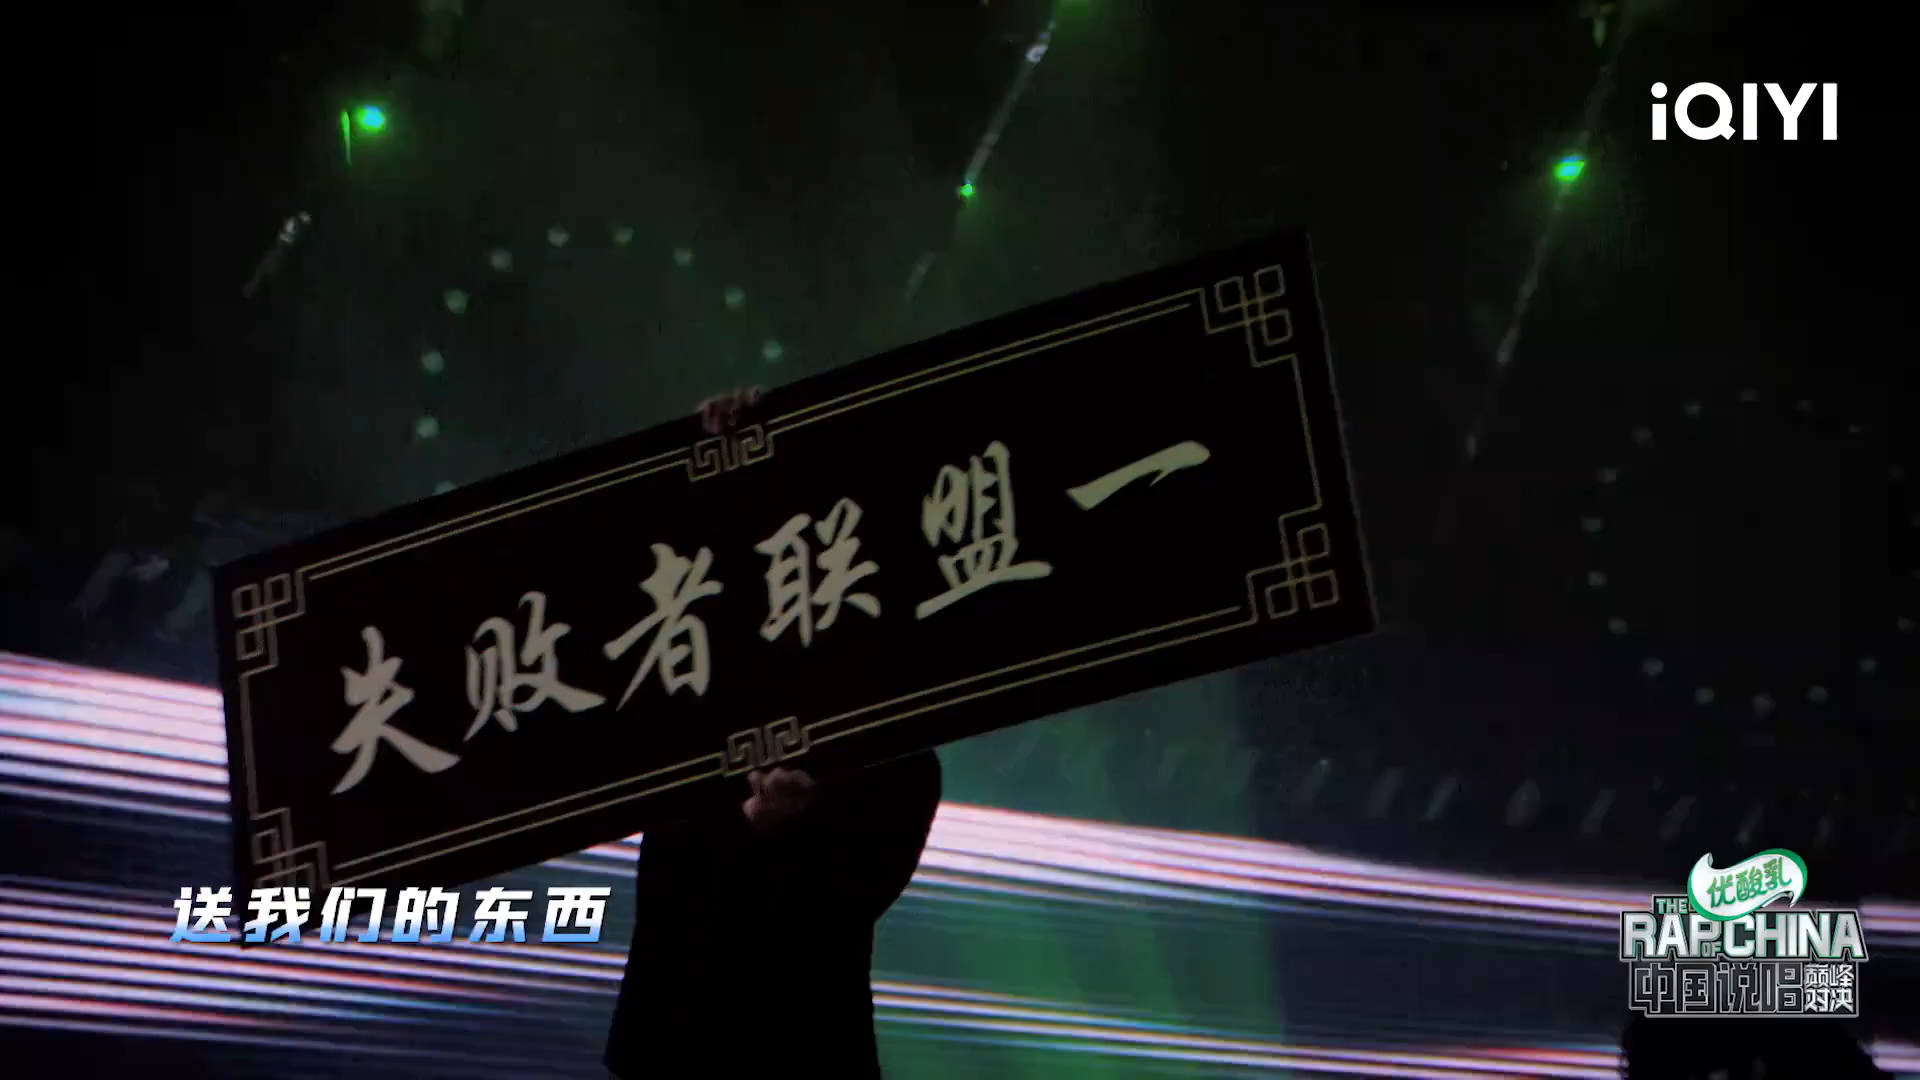 iQIYI
失败者联盟一
送我们的东西
优酸乳
THE
RAP OF CHINA
中国说唱
巅峰
对决